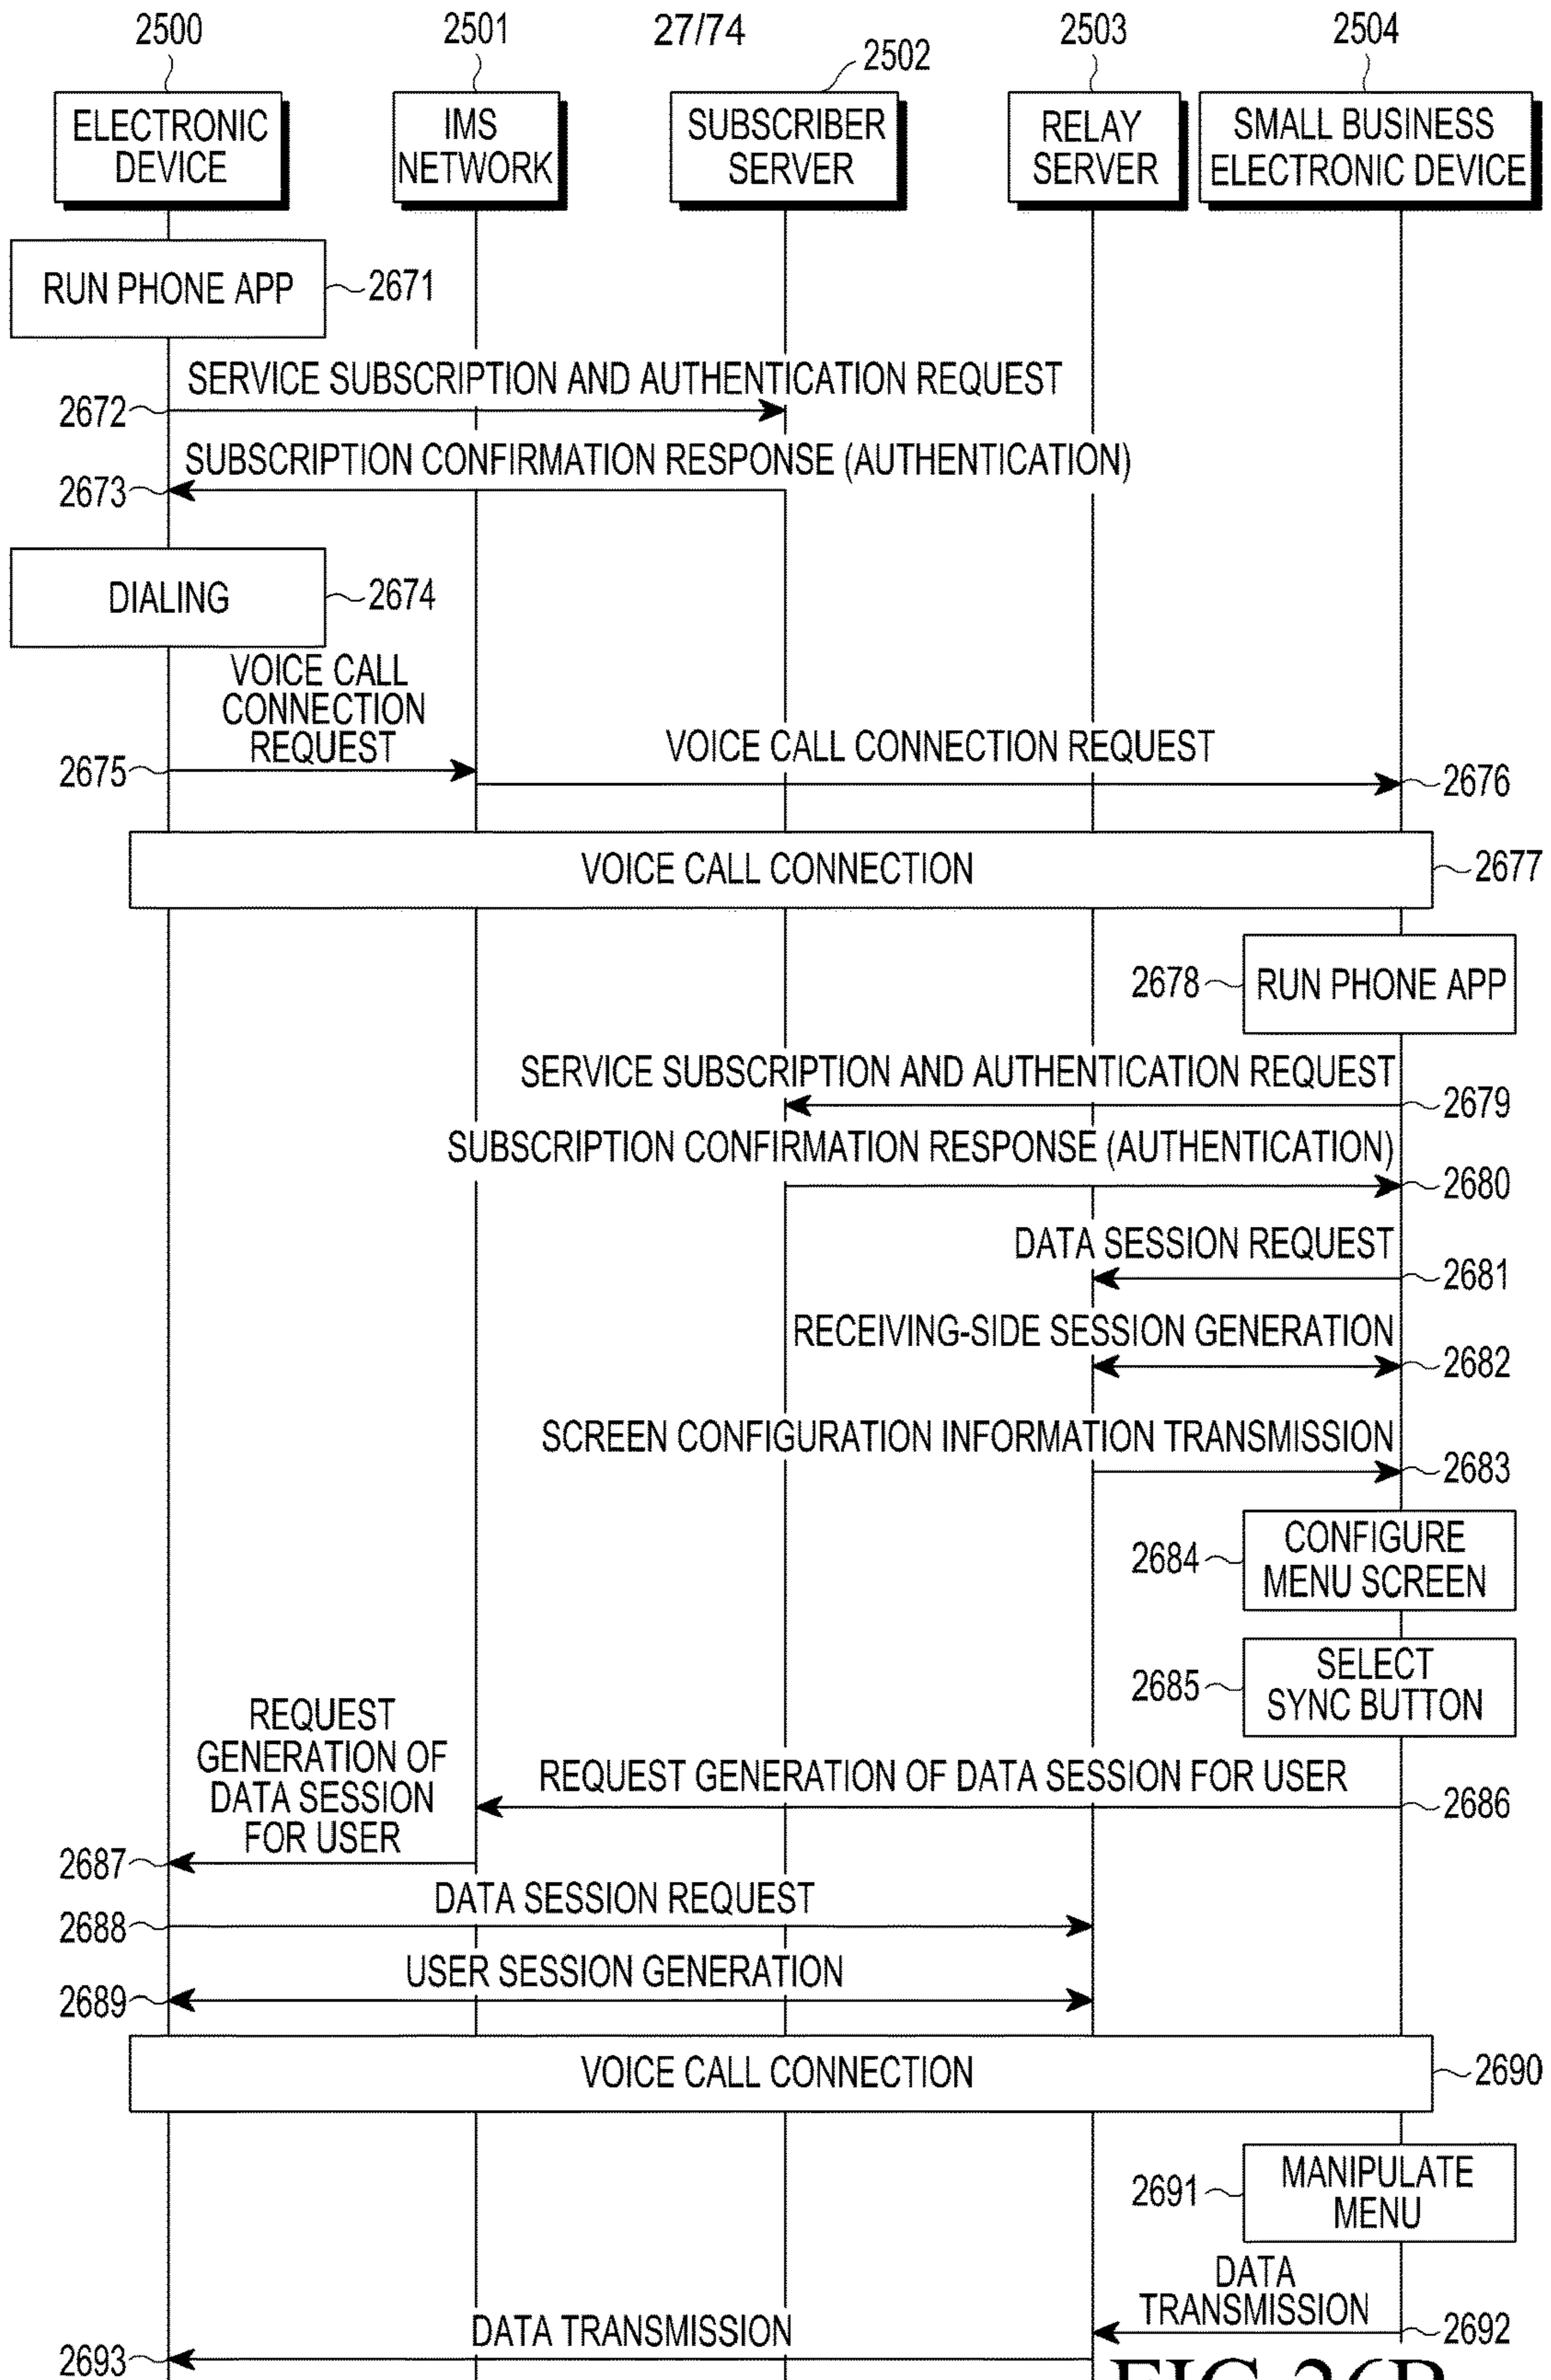 2500
2501
27/74
2502
2503
2504
ELECTRONIC
DEVICE
IMS
NETWORK
SUBSCRIBER
SERVER
RELAY
SERVER
SMALL BUSINESS
ELECTRONIC DEVICE
RUN PHONE APP
2671
SERVICE SUBSCRIPTION AND AUTHENTICATION REQUEST
2672
SUBSCRIPTION CONFIRMATION RESPONSE (AUTHENTICATION)
2673
DIALING
2674
VOICE CALL
CONNECTION
REQUEST
2675
VOICE CALL CONNECTION REQUEST
2676
VOICE CALL CONNECTION
2677
2678
RUN PHONE APP
SERVICE SUBSCRIPTION AND AUTHENTICATION REQUEST
2679
SUBSCRIPTION CONFIRMATION RESPONSE (AUTHENTICATION)
2680
DATA SESSION REQUEST
2681
RECEIVING-SIDE SESSION GENERATION
2682
SCREEN CONFIGURATION INFORMATION TRANSMISSION
2683
2684
CONFIGURE
MENU SCREEN
2685
SELECT
SYNC BUTTON
REQUEST GENERATION OF DATA SESSION FOR USER
2686
REQUEST
GENERATION OF
DATA SESSION
FOR USER
2687
DATA SESSION REQUEST
2688
USER SESSION GENERATION
2689
VOICE CALL CONNECTION
2690
2691
MANIPULATE
MENU
DATA
TRANSMISSION
2692
DATA TRANSMISSION
2693
FIG.26B